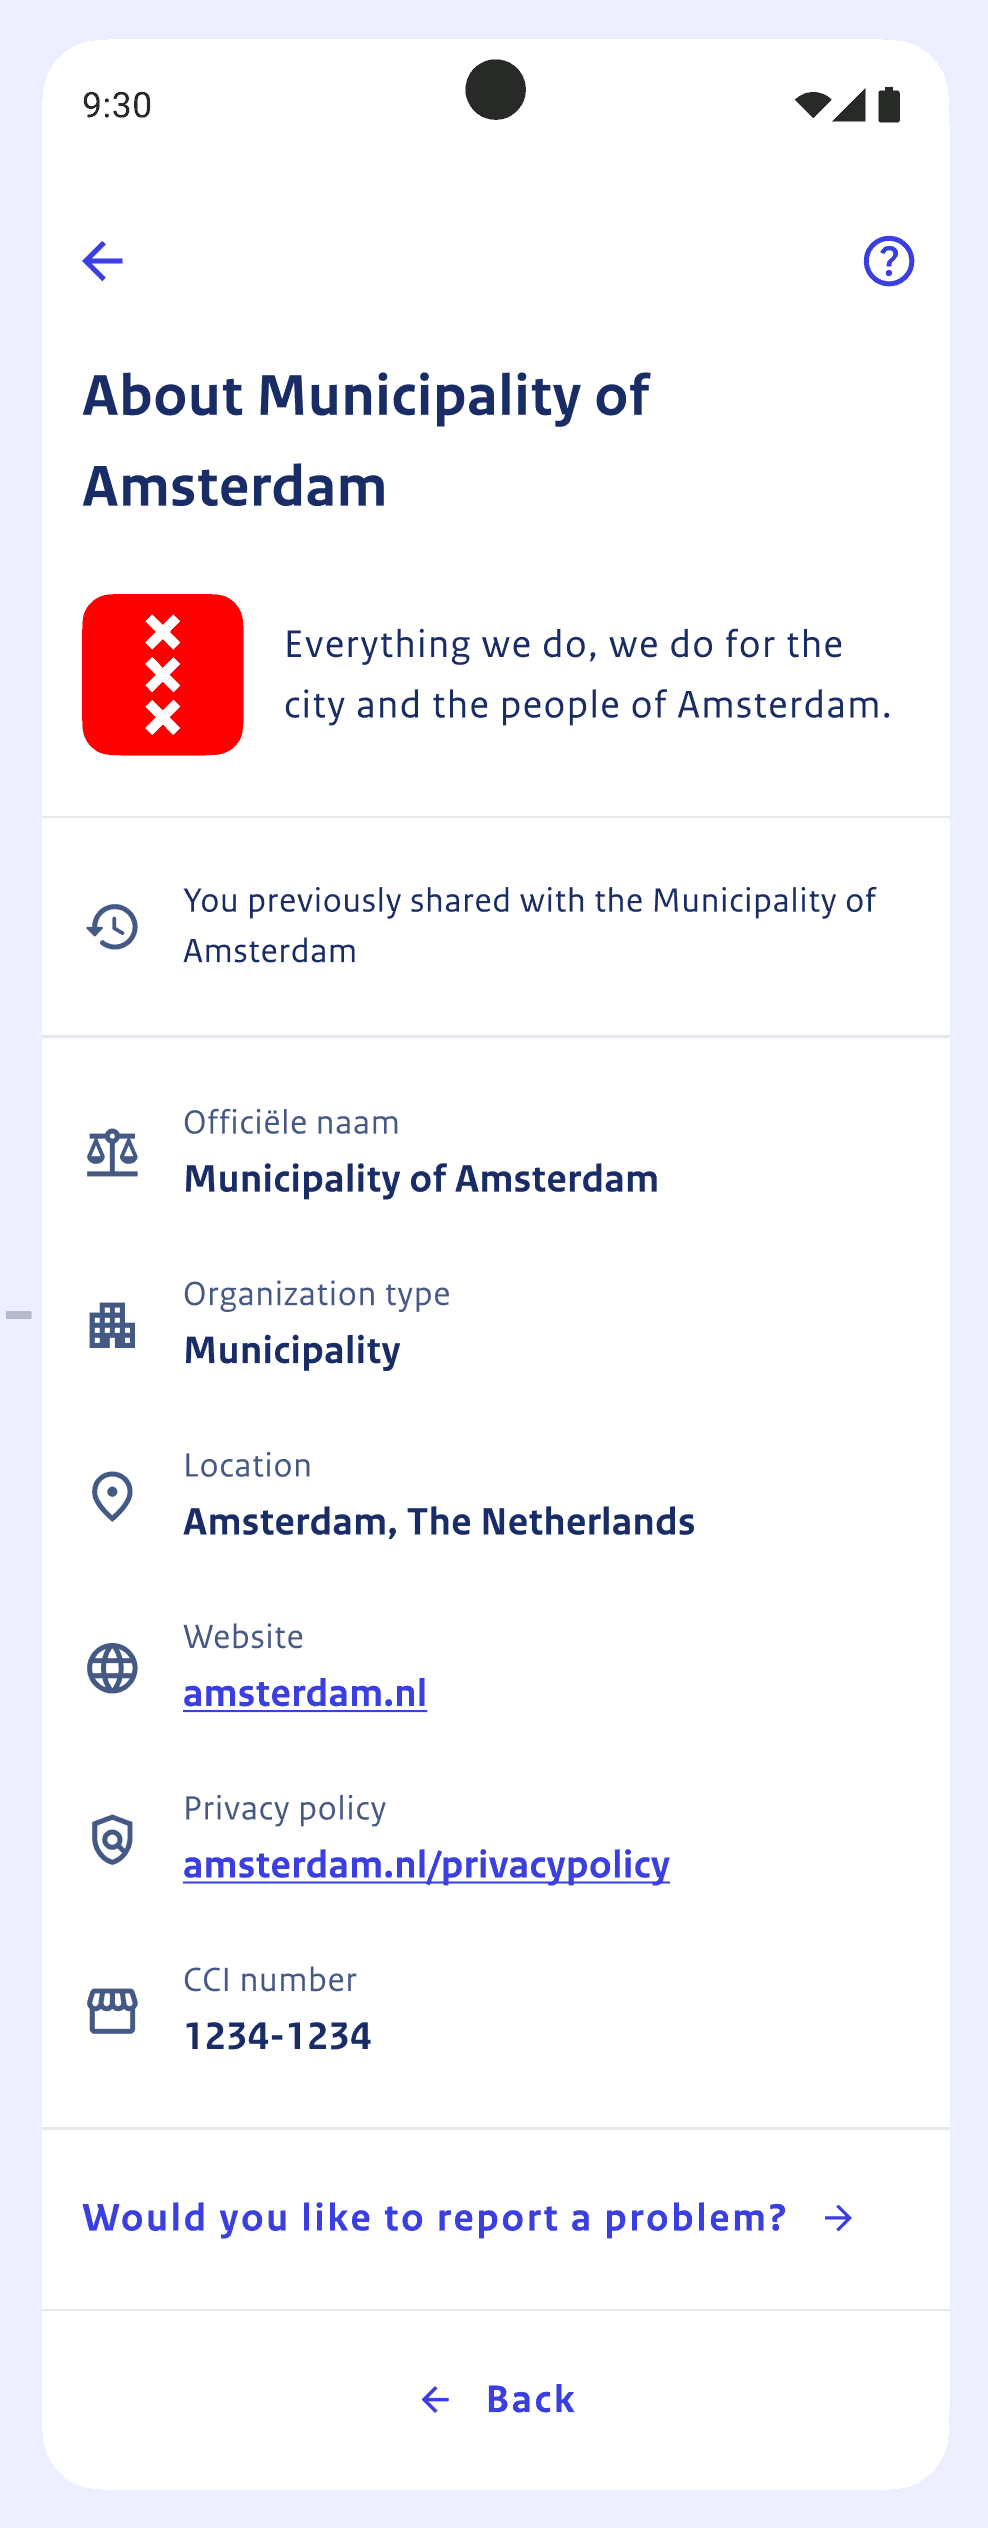 9:30
About Municipality of
Amsterdam
Everything we do, we do for the
city and the people of Amsterdam.
You previously shared with the Municipality of
Amsterdam
Officiële naam
Municipality of Amsterdam
Organization type
Municipality
Location
Amsterdam, The Netherlands
Website
amsterdam.nl
Privacy policy
amsterdam.nl/privacypolicy
CCI number
1234-1234
Would you like to report a problem?
Back